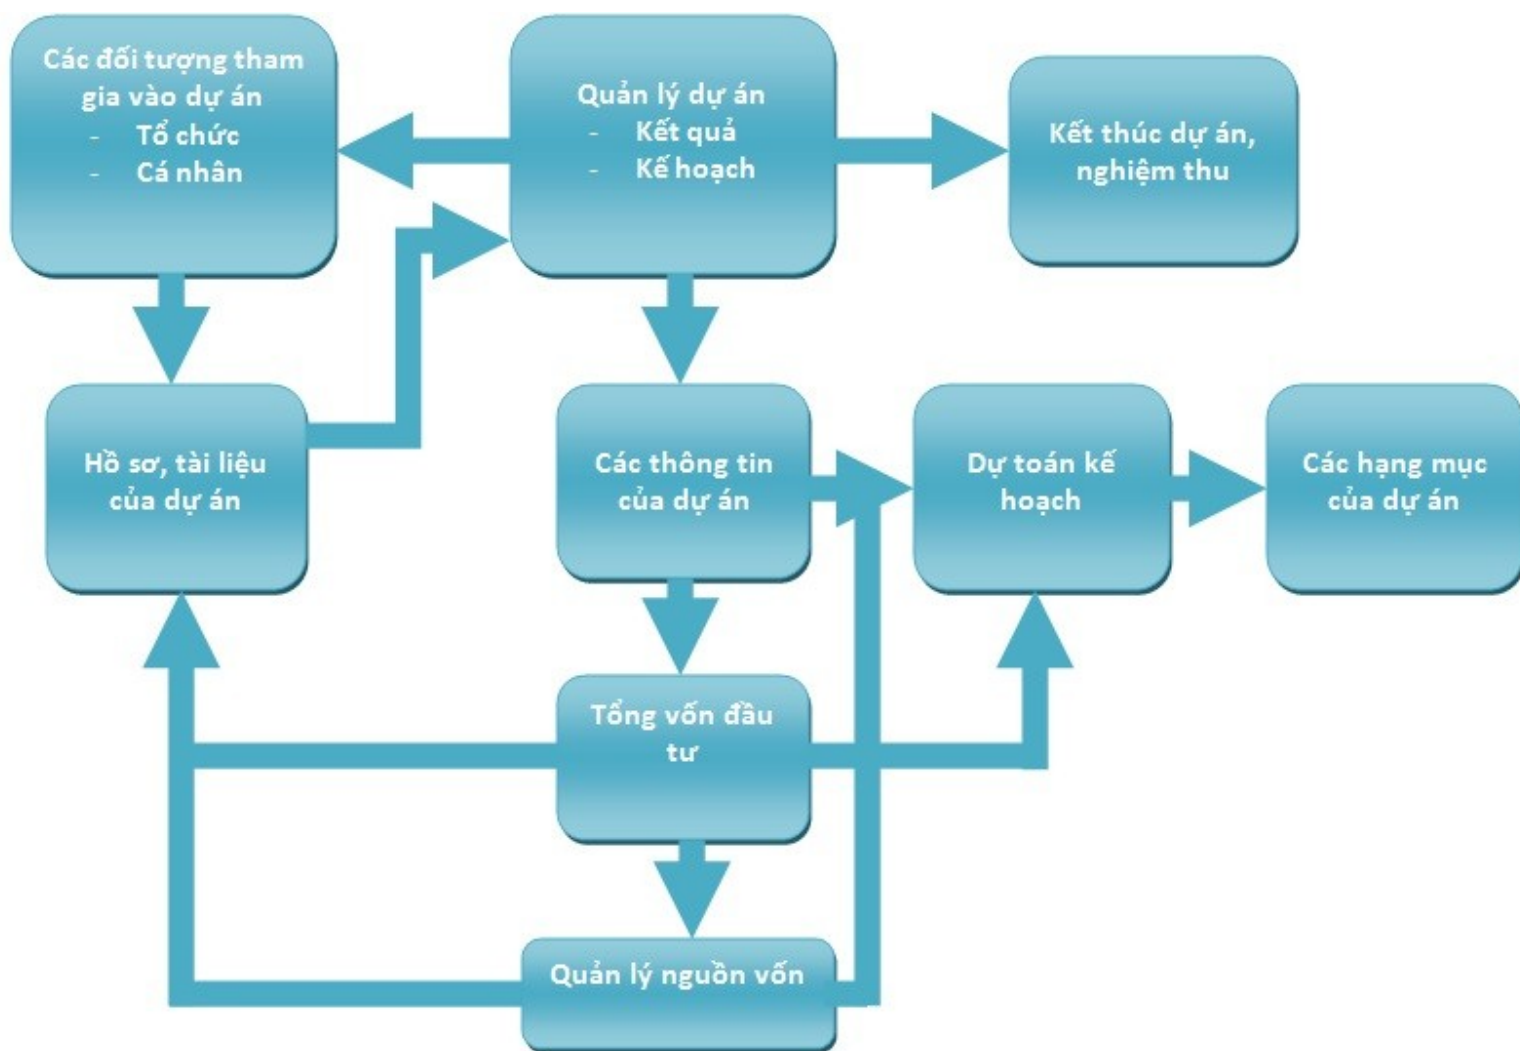 Các đối tượng tham
gia vào dự án
- Tổ chức
- Cá nhân
Quản lý dự án
- Kết quả
- Kế hoạch
Kết thúc dự án,
nghiệm thu
Hồ sơ, tài liệu
của dự án
Các thông tin
của dự án
Dự toán kế
hoạch
Các hạng mục
của dự án
Tổng vốn đầu
tư
Quản lý nguồn vốn